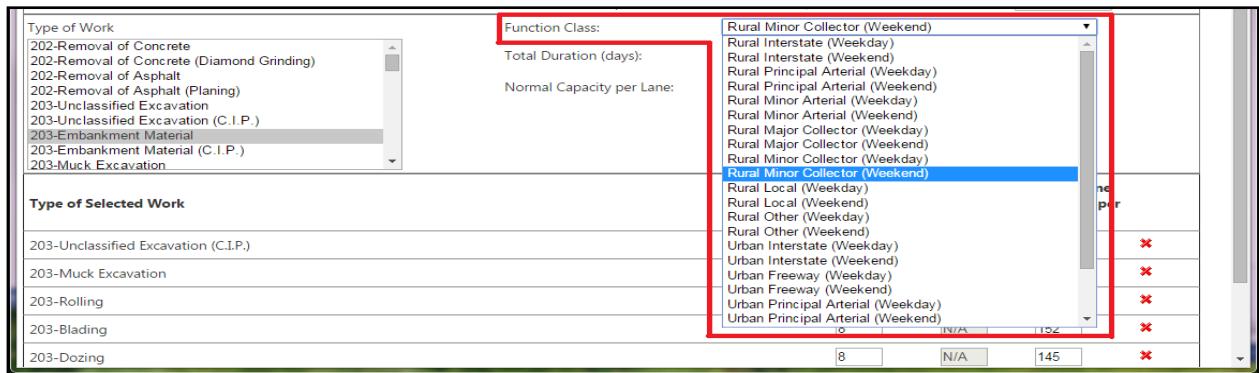 Type of Work
202-Removal of Concrete
202-Removal of Concrete (Diamond Grinding)
202-Removal of Asphalt
202-Removal of Asphalt (Planing)
203-Unclassified Excavation
203-Unclassified Excavation (C.I.P.)
203-Embankment Material
203-Embankment Material (C.I.P.)
203-Muck Excavation
Function Class:
Total Duration (days):
Normal Capacity per Lane:
Rural Minor Collector (Weekend)
Rural Interstate (Weekday)
Rural Interstate (Weekend)
Rural Principal Arterial (Weekday)
Rural Principal Arterial (Weekend)
Rural Minor Arterial (Weekday)
Rural Minor Arterial (Weekend)
Rural Major Collector (Weekday)
Rural Major Collector (Weekend)
Rural Minor Collector (Weekday)
Rural Minor Collector (Weekend)
Rural Local (Weekday)
Rural Local (Weekend)
Rural Other (Weekday)
Rural Other (Weekend)
Urban Interstate (Weekday)
Urban Interstate (Weekend)
Urban Freeway (Weekday)
Urban Freeway (Weekend)
Urban Principal Arterial (Weekday)
Urban Principal Arterial (Weekend)
Type of Selected Work
203-Unclassified Excavation (C.I.P.)
203-Muck Excavation
203-Rolling
203-Blading 8 N/A 152
203-Dozing 8 N/A 145